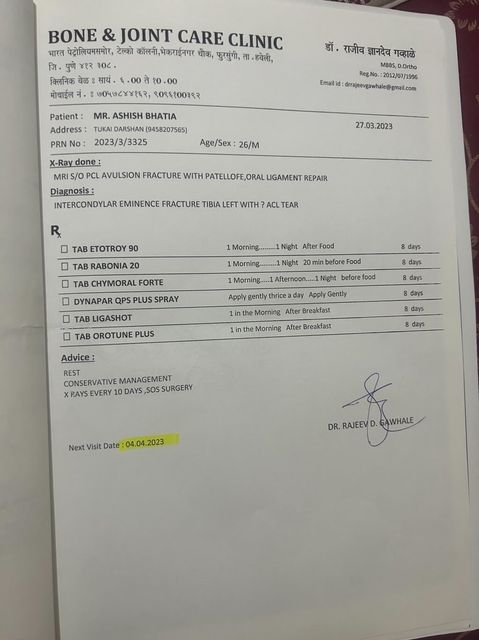 BONE & JOINT CARE CLINIC
भारत पेट्रोलियमसमोर, टेल्को कॉलनी,भेकराईनगर चौक, फुरसुंगी, ता.हवेली,
जि. पुणे ४१२ ३०८.
क्लिनिक वेळ : सायं. ६.०० ते १०.००
मोबाईल नं. :
डॉ. राजीव ज्ञानदेव गव्हाळे
MBBS, D.Ortho
Reg.No. : 2012/07/1996
Email id : drrajeevgawhale@gmail.com
Patient : MR. ASHISH BHATIA
27.03.2023
Address : TUKAI DARSHAN (9458207565)
PRN No : 2023/3/3325 Age/Sex : 26/M
X-Ray done :
MRI S/O PCL AVULSION FRACTURE WITH PATELLOFE,ORAL LIGAMENT REPAIR
Diagnosis :
INTERCONDYLAR EMINENCE FRACTURE TIBIA LEFT WITH ? ACL TEAR
Rx
TAB ETOTROY 90 1 Morning.........1 Night After Food 8 days
TAB RABONIA 20 1 Morning.........1 Night 20 min before Food 8 days
TAB CHYMORAL FORTE 1 Morning.....1 Afternoon.....1 Night before food 8 days
DYNAPAR QPS PLUS SPRAY Apply gently thrice a day Apply Gently 8 days
TAB LIGASHOT 1 in the Morning After Breakfast 8 days
TAB OROTUNE PLUS 1 in the Morning After Breakfast 8 days
Advice :
REST
CONSERVATIVE MANAGEMENT
X RAYS EVERY 10 DAYS ,SOS SURGERY
DR. RAJEEV D. GAWHALE
Next Visit Date : 04.04.2023